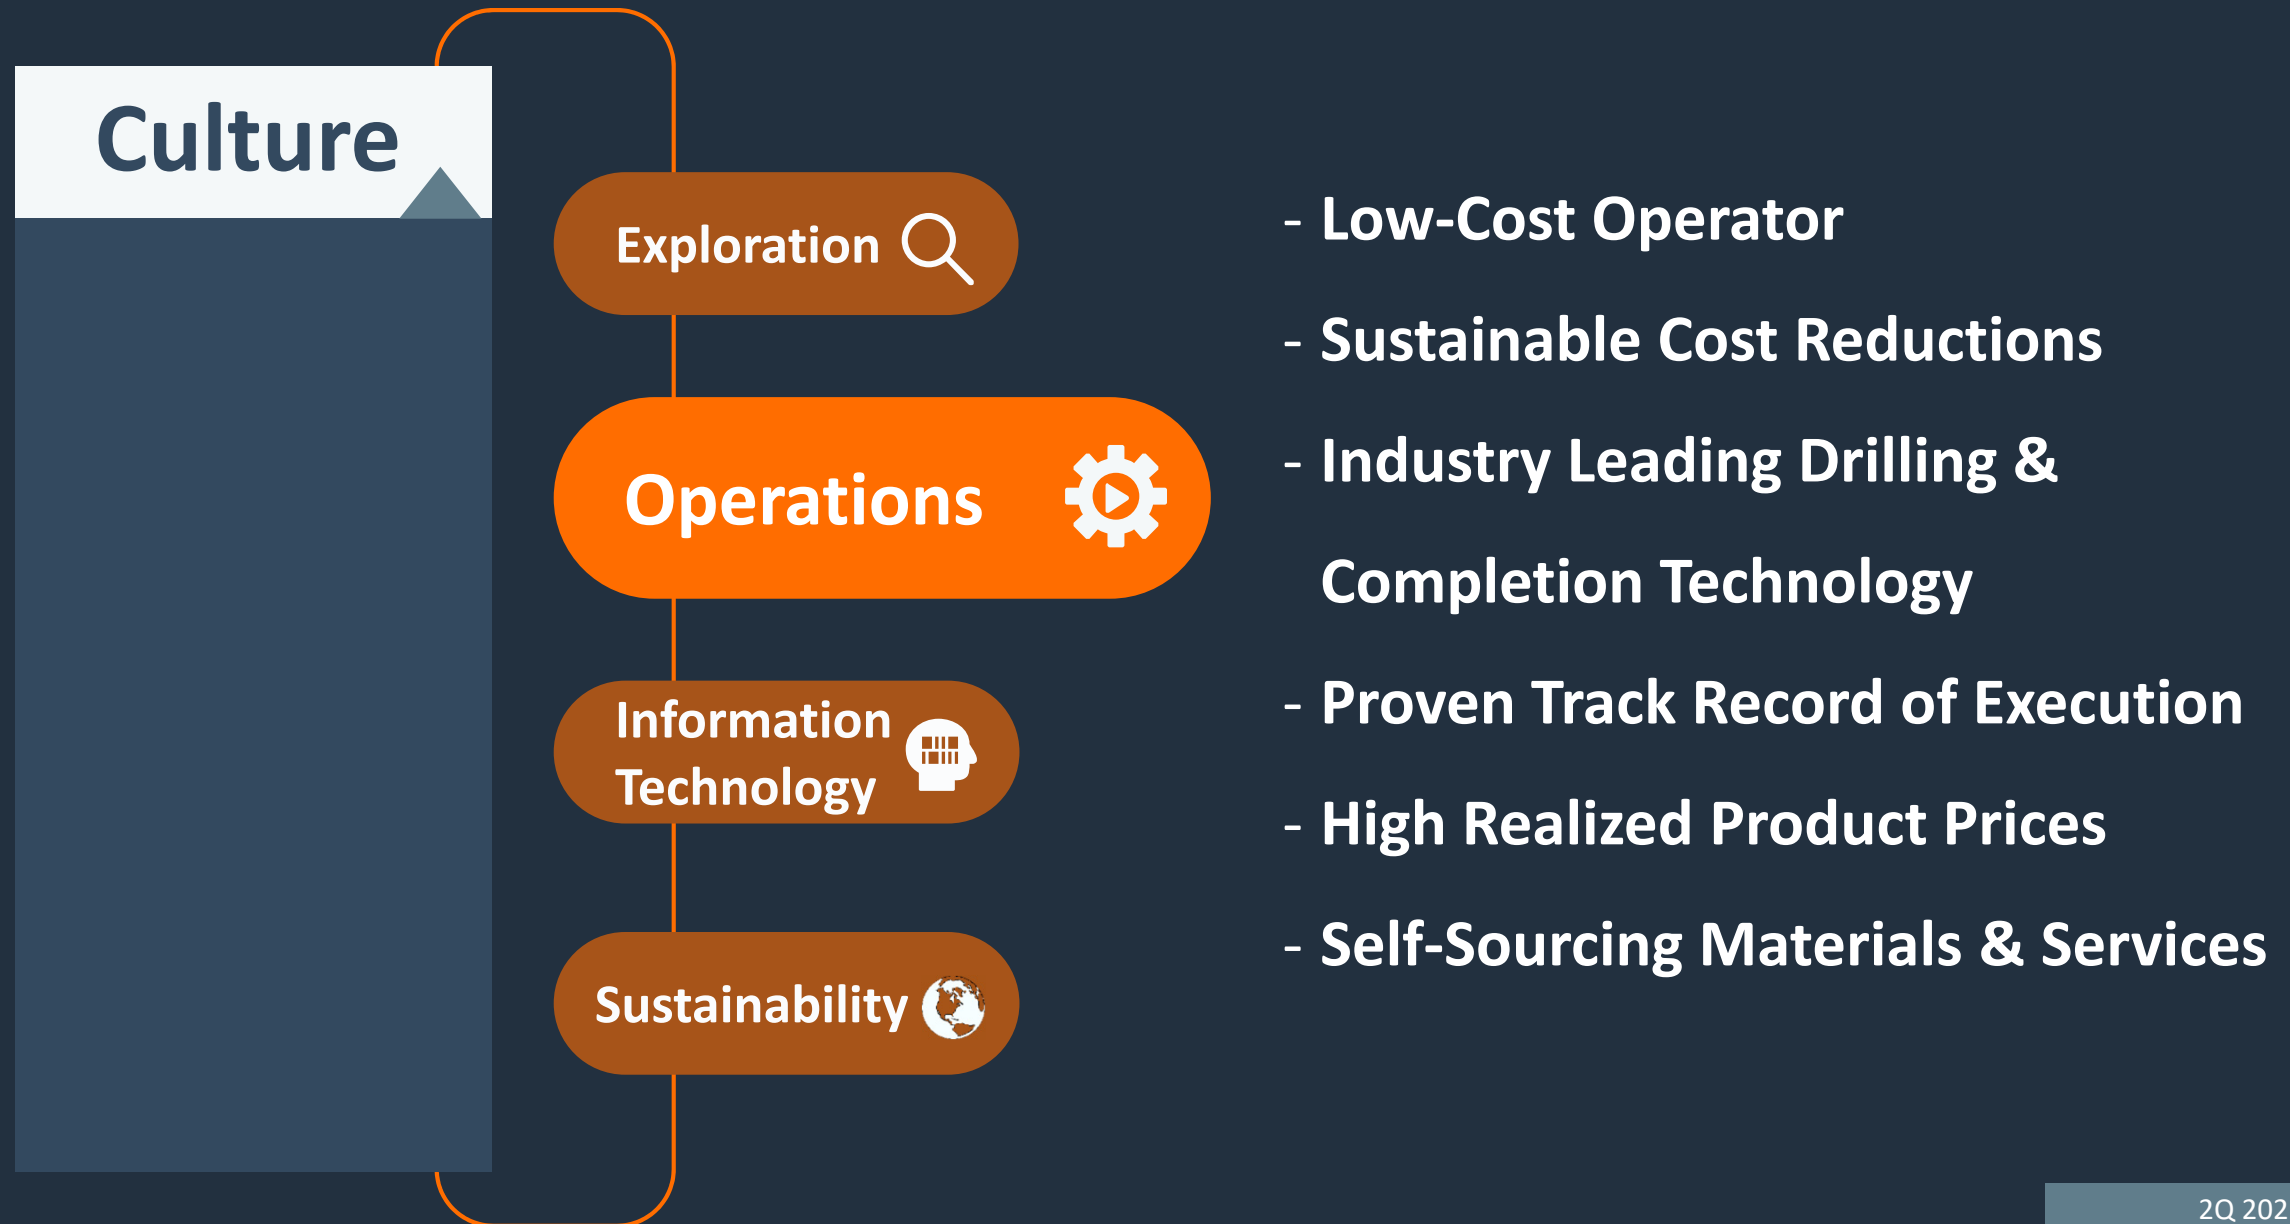 Culture
Exploration
Operations
Information
Technology
Sustainability
- Low-Cost Operator
- Sustainable Cost Reductions
- Industry Leading Drilling &
Completion Technology
- Proven Track Record of Execution
- High Realized Product Prices
- Self-Sourcing Materials & Services
2Q 202